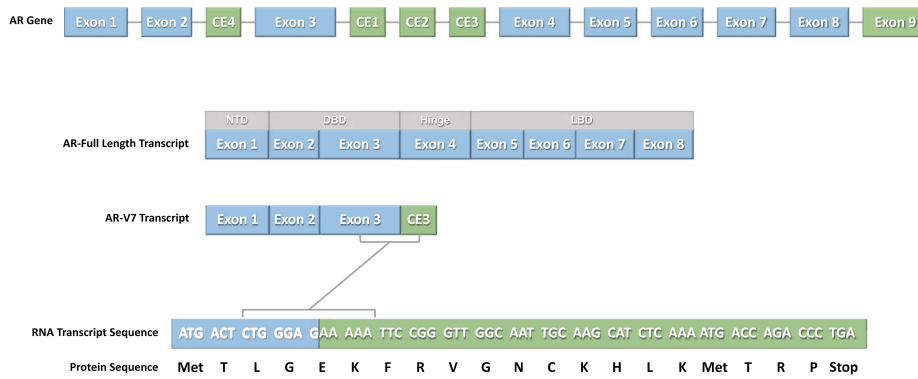 AR Gene Exon 1 Exon 2 CE4 Exon 3 CE1 CE2 CE3 Exon 4 Exon 5 Exon 6 Exon 7 Exon 8 Exon 9
NTD DBD Hinge LBD
AR-Full Length Transcript Exon 1 Exon 2 Exon 3 Exon 4 Exon 5 Exon 6 Exon 7 Exon 8
AR-V7 Transcript Exon 1 Exon 2 Exon 3 CE3
RNA Transcript Sequence ATG ACT CTG GGA GAA AAA TTC CGG GTT GGC AAT TGC AAG CAT CTC AAA ATG ACC AGA CCC TGA
Protein Sequence Met T L G E K F R V G N C K H L K Met T R P Stop